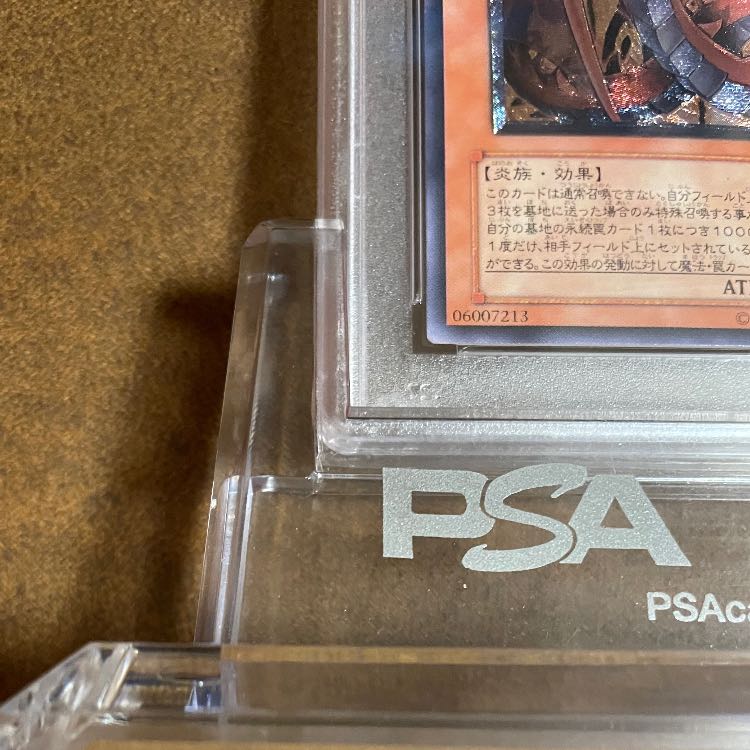 【炎族・効果】
このカードは通常召喚できない。自分フィールド
3枚を墓地に送った場合のみ特殊召喚する事
自分の墓地の永続罠カード1枚につき1000
1度だけ、相手フィールド上にセットされている
ができる。この効果の発動に対して魔法・罠カー
AT
06007213
©
PSA
PSAca